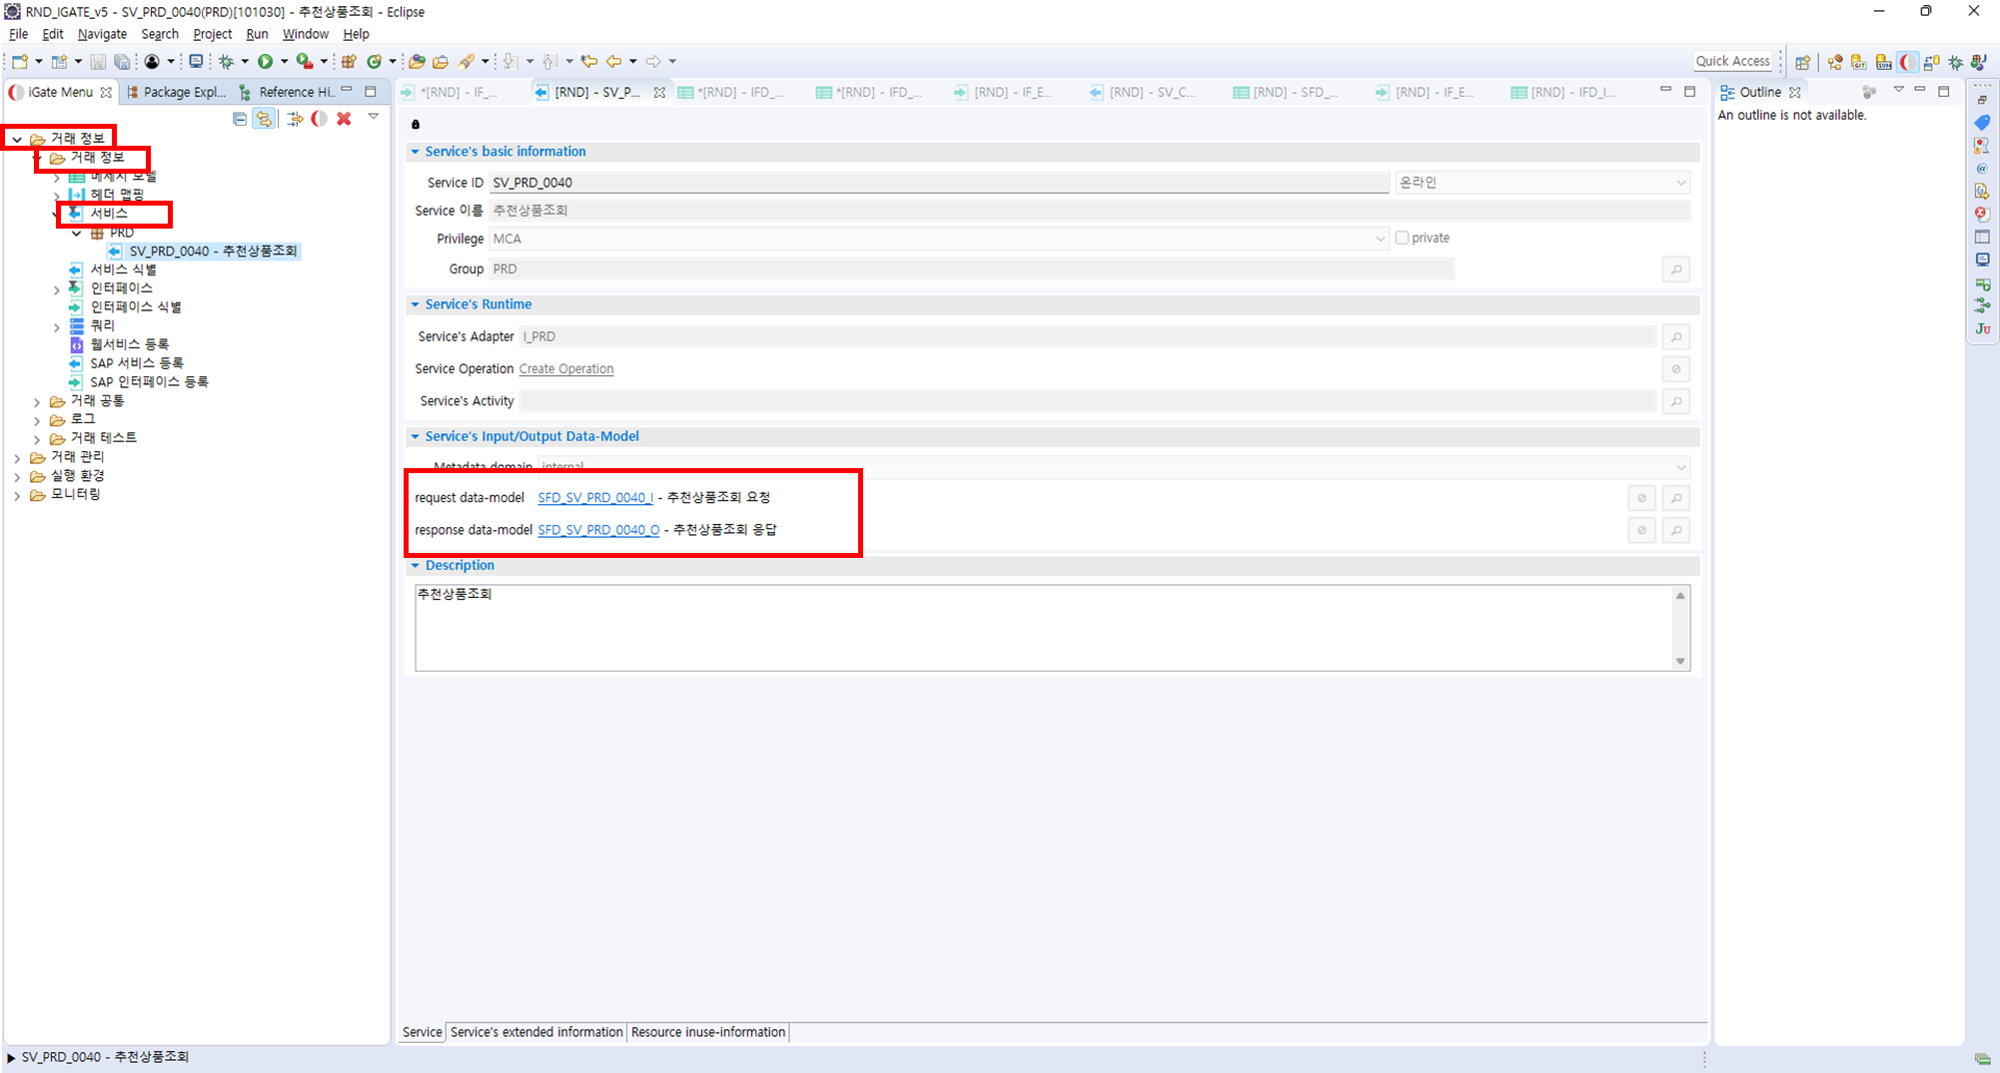 RND_IGATE_v5 - SV_PRD_0040(PRD)[101030] - 추천상품조회 - Eclipse
File Edit Navigate Search Project Run Window Help
Quick Access
iGate Menu Package Expl... Reference Hi...
*[RND] - IF_... [RND] - SV_P... *[RND] - IFD_... *[RND] - IFD_... [RND] - IF_E... [RND] - SV_C... [RND] - SFD_... [RND] - IF_E... [RND] - IFD_I...
Outline
An outline is not available.
거래 정보
거래 정보
메세지 모델
헤더 맵핑
서비스
PRD
SV_PRD_0040 - 추천상품조회
서비스 식별
인터페이스
인터페이스 식별
쿼리
웹서비스 등록
SAP 서비스 등록
SAP 인터페이스 등록
거래 공통
로그
거래 테스트
거래 관리
실행 환경
모니터링
Service's basic information
Service ID SV_PRD_0040 온라인
Service 이름 추천상품조회
Privilege MCA private
Group PRD
Service's Runtime
Service's Adapter I_PRD
Service Operation Create Operation
Service's Activity
Service's Input/Output Data-Model
Metadata domain internal
request data-model SFD_SV_PRD_0040_I - 추천상품조회 요청
response data-model SFD_SV_PRD_0040_O - 추천상품조회 응답
Description
추천상품조회
Service Service's extended information Resource inuse-information
SV_PRD_0040 - 추천상품조회